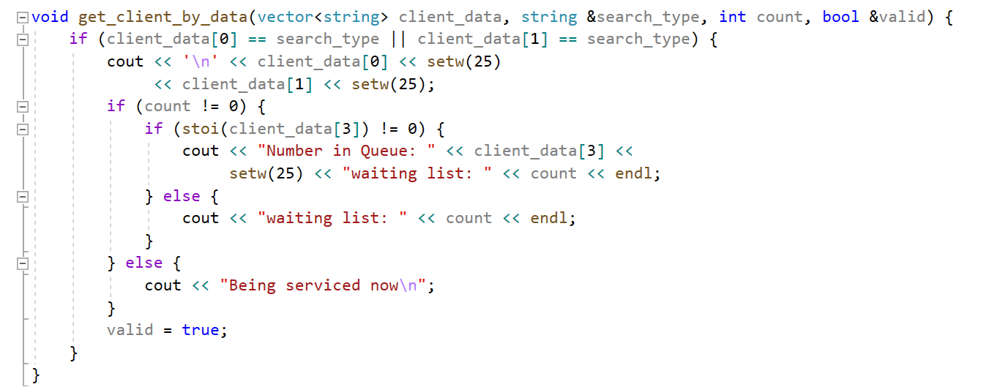 void get_client_by_data(vector<string> client_data, string &search_type, int count, bool &valid) {
    if (client_data[0] == search_type || client_data[1] == search_type) {
        cout << '\n' << client_data[0] << setw(25)
             << client_data[1] << setw(25);
        if (count != 0) {
            if (stoi(client_data[3]) != 0) {
                cout << "Number in Queue: " << client_data[3] <<
                     setw(25) << "waiting list: " << count << endl;
            } else {
                cout << "waiting list: " << count << endl;
            }
        } else {
            cout << "Being serviced now\n";
        }
        valid = true;
    }
}